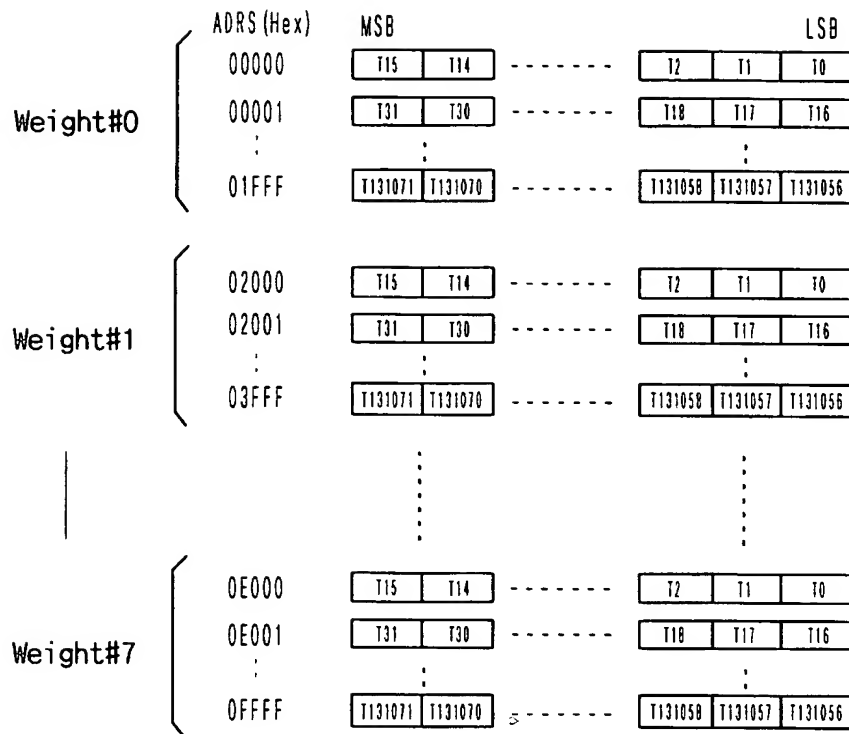 ADRS(Hex) MSB LSB
00000 T15 T14 - - - - - - - T2 T1 T0
Weight#0 00001 T31 T30 - - - - - - - T18 T17 T16
01FFF T131071 T131070 - - - - - - - T131058 T131057 T131056
02000 T15 T14 - - - - - - - T2 T1 T0
Weight#1 02001 T31 T30 - - - - - - - T18 T17 T16
03FFF T131071 T131070 - - - - - - - T131058 T131057 T131056
0E000 T15 T14 - - - - - - - T2 T1 T0
Weight#7 0E001 T31 T30 - - - - - - - T18 T17 T16
0FFFF T131071 T131070 - - - - - - - T131058 T131057 T131056